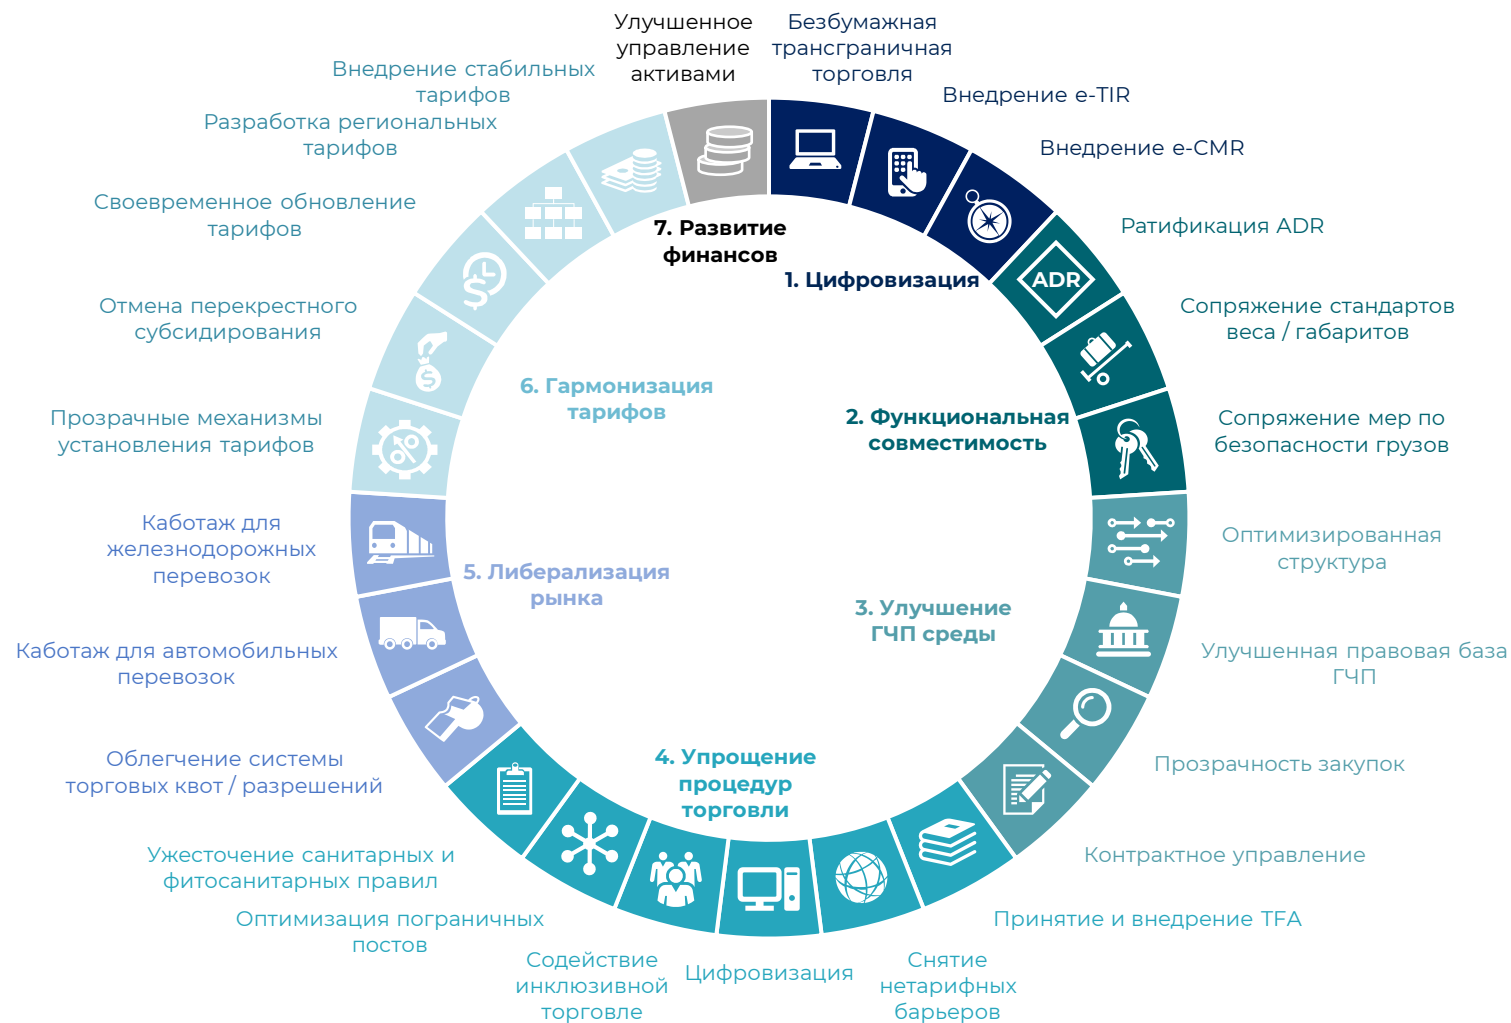 Улучшенное
управление
активами
Безбумажная
трансграничная
торговля
Внедрение e-TIR
Внедрение e-CMR
Ратификация ADR
ADR
Сопряжение стандартов
веса / габаритов
Сопряжение мер по
безопасности грузов
Оптимизированная
структура
Улучшенная правовая база
ГЧП
Прозрачность закупок
Контрактное управление
Принятие и внедрение TFA
Снятие
нетарифных
барьеров
Цифровизация
Содействие
инклюзивной
торговле
Оптимизация пограничных
постов
Ужесточение санитарных и
фитосанитарных правил
Облегчение системы
торговых квот / разрешений
Каботаж для автомобильных
перевозок
Каботаж для
железнодорожных
перевозок
Прозрачные механизмы
установления тарифов
Отмена перекрестного
субсидирования
Своевременное обновление
тарифов
Разработка региональных
тарифов
Внедрение стабильных
тарифов
7. Развитие
финансов
1. Цифровизация
2. Функциональная
совместимость
3. Улучшение
ГЧП среды
4. Упрощение
процедур
торговли
5. Либерализация
рынка
6. Гармонизация
тарифов